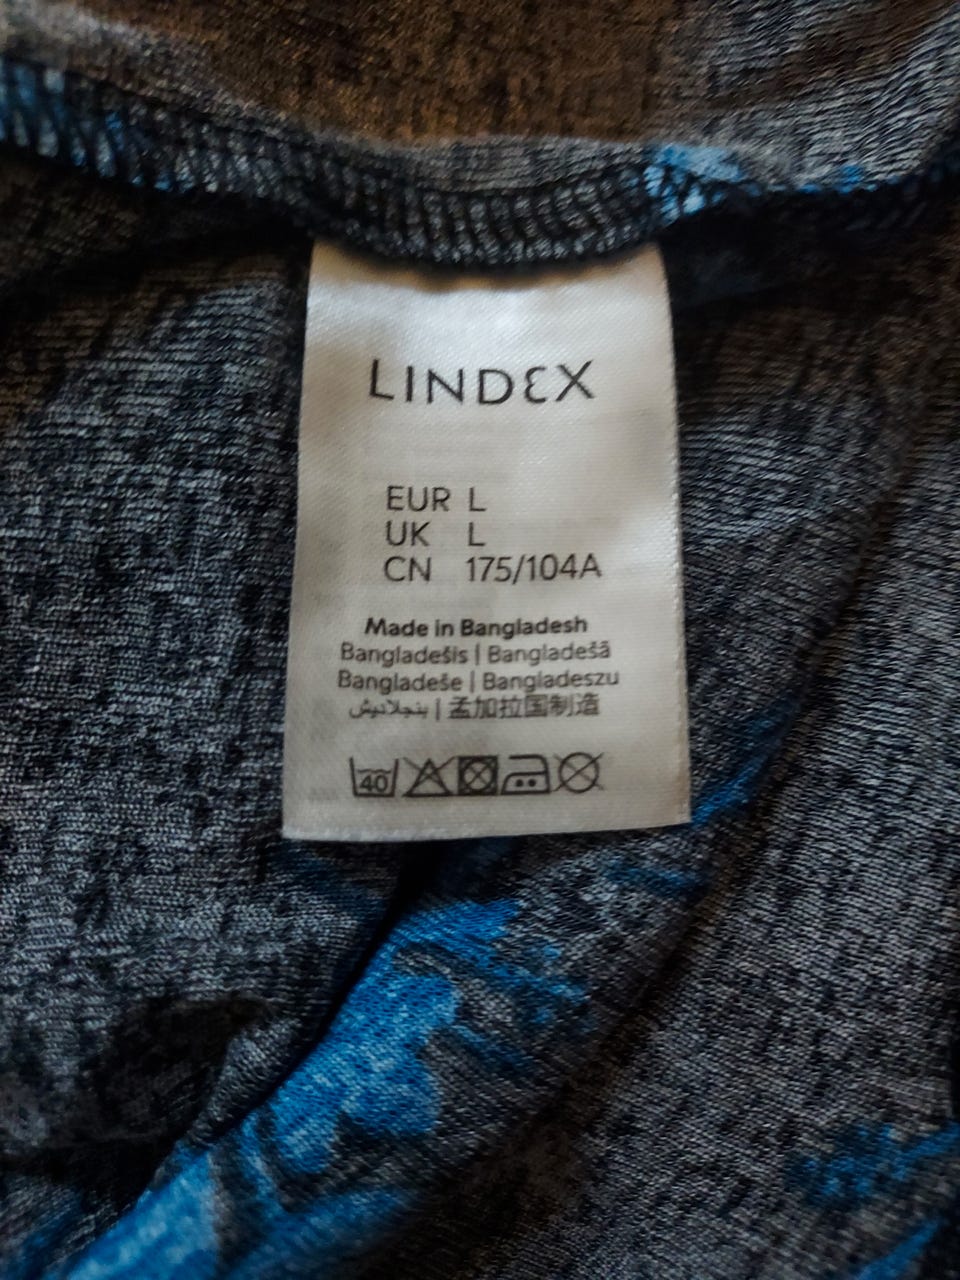 LINDEX
EUR L
UK L
CN 175/104A
Made in Bangladesh
Bangladešis | Bangladešā
Bangladeše | Bangladeszu
بنجلاديش | 孟加拉国制造
40